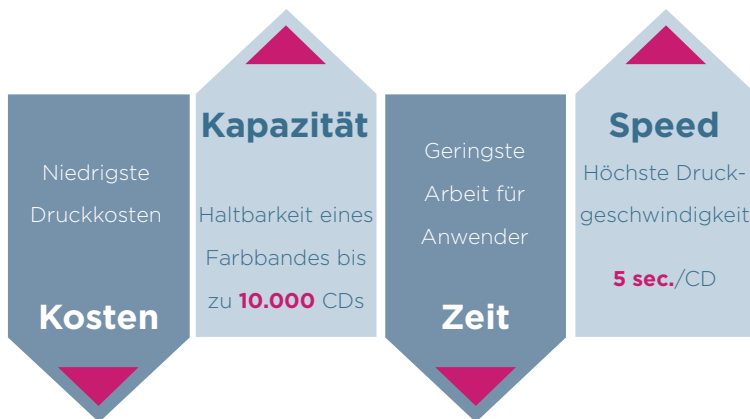 Niedrigste
Druckkosten
Kosten
Kapazität
Haltbarkeit eines
Farbbandes bis
zu 10.000 CDs
Geringste
Arbeit für
Anwender
Zeit
Speed
Höchste Druck-
geschwindigkeit
5 sec./CD